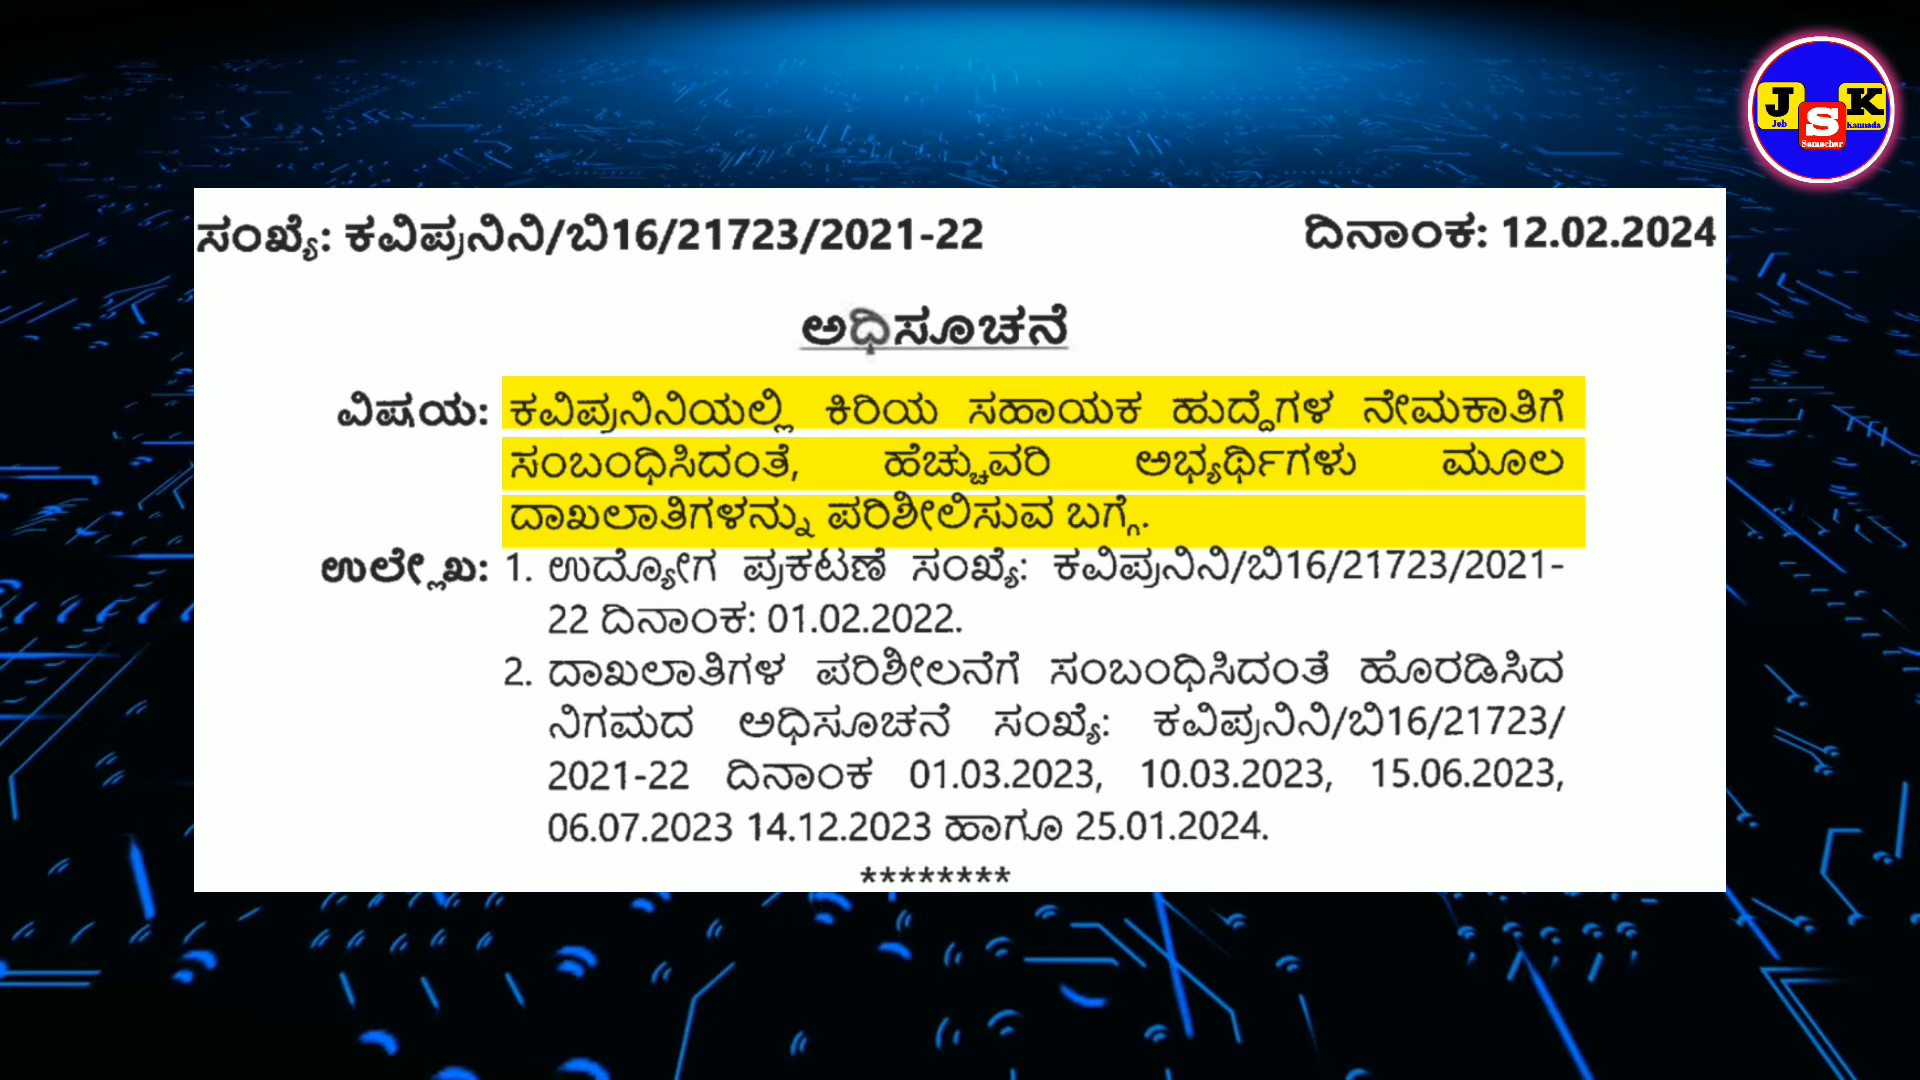 J S K
Job Kannada
Samachar
ಸಂಖ್ಯೆ: ಕವಿಪ್ರನಿನಿ/ಬಿ16/21723/2021-22 ದಿನಾಂಕ: 12.02.2024
ಅಧಿಸೂಚನೆ
ವಿಷಯ: ಕವಿಪ್ರನಿನಿಯಲ್ಲಿ ಕಿರಿಯ ಸಹಾಯಕ ಹುದ್ದೆಗಳ ನೇಮಕಾತಿಗೆ
ಸಂಬಂಧಿಸಿದಂತೆ, ಹೆಚ್ಚುವರಿ ಅಭ್ಯರ್ಥಿಗಳು ಮೂಲ
ದಾಖಲಾತಿಗಳನ್ನು ಪರಿಶೀಲಿಸುವ ಬಗ್ಗೆ.
ಉಲ್ಲೇಖ: 1. ಉದ್ಯೋಗ ಪ್ರಕಟಣೆ ಸಂಖ್ಯೆ: ಕವಿಪ್ರನಿನಿ/ಬಿ16/21723/2021-
22 ದಿನಾಂಕ: 01.02.2022.
2. ದಾಖಲಾತಿಗಳ ಪರಿಶೀಲನೆಗೆ ಸಂಬಂಧಿಸಿದಂತೆ ಹೊರಡಿಸಿದ
ನಿಗಮದ ಅಧಿಸೂಚನೆ ಸಂಖ್ಯೆ: ಕವಿಪ್ರನಿನಿ/ಬಿ16/21723/
2021-22 ದಿನಾಂಕ 01.03.2023, 10.03.2023, 15.06.2023,
06.07.2023 14.12.2023 ಹಾಗೂ 25.01.2024.
********